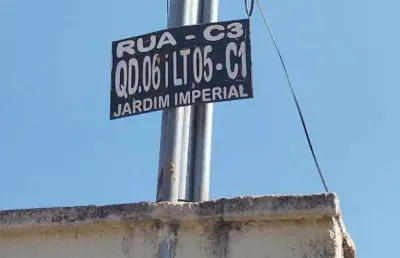 RUA - C3
QD.06 i LT,05-C1
JARDIM IMPERIAL